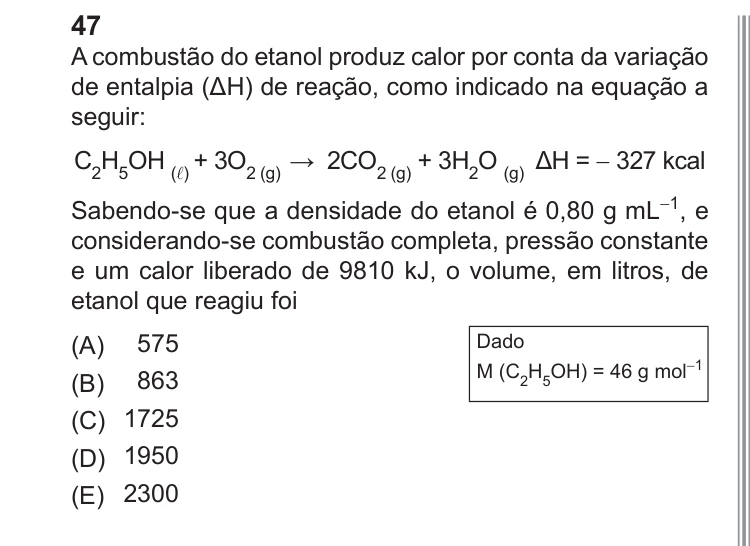 47
A combustão do etanol produz calor por conta da variação
de entalpia (ΔH) de reação, como indicado na equação a
seguir:
C₂H₅OH (ℓ) + 3O₂ (g) → 2CO₂ (g) + 3H₂O (g) ΔH = – 327 kcal
Sabendo-se que a densidade do etanol é 0,80 g mL⁻¹, e
considerando-se combustão completa, pressão constante
e um calor liberado de 9810 kJ, o volume, em litros, de
etanol que reagiu foi
(A) 575
(B) 863
(C) 1725
(D) 1950
(E) 2300
Dado
M (C₂H₅OH) = 46 g mol⁻¹